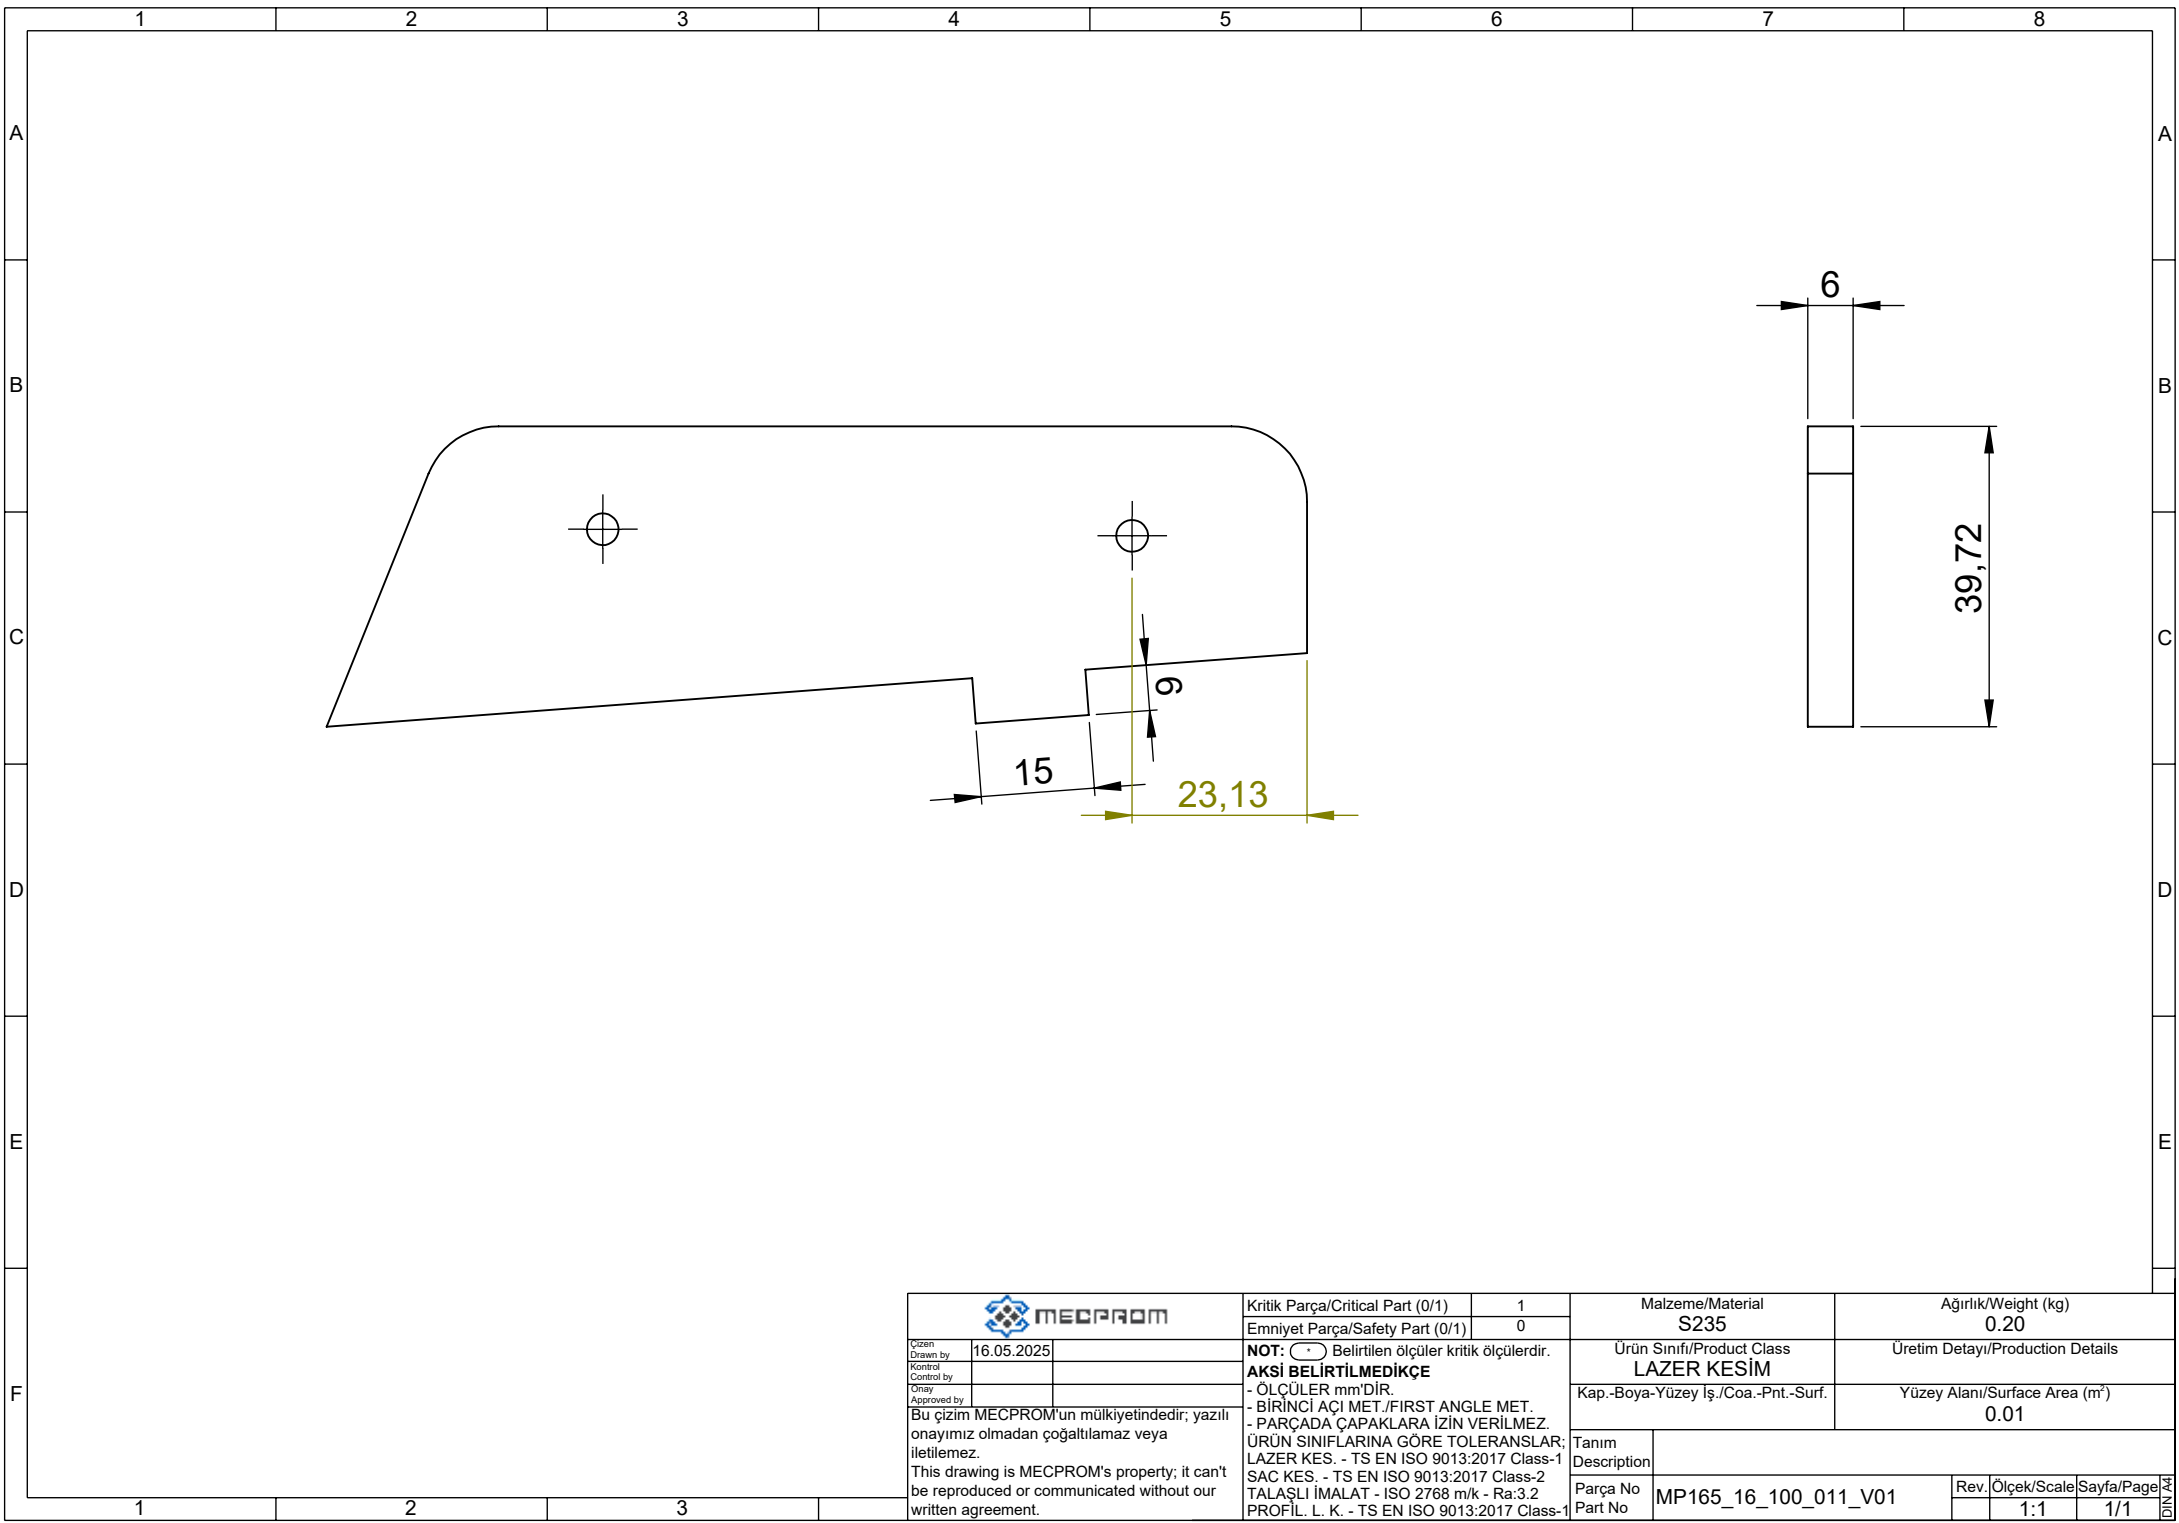 1 2 3 4 5 6 7 8
A A
6
B B
39,72
C C
6
15
23,13
D D
E E
MECPROM
Kritik Parça/Critical Part (0/1) 1
Emniyet Parça/Safety Part (0/1) 0
Malzeme/Material
S235
Ağırlık/Weight (kg)
0.20
Çizen
Drawn by 16.05.2025
Kontrol
Control by
Onay
Approved by
NOT: * Belirtilen ölçüler kritik ölçülerdir.
AKSİ BELİRTİLMEDİKÇE
- ÖLÇÜLER mm'DİR.
- BİRİNCİ AÇI MET./FIRST ANGLE MET.
- PARÇADA ÇAPAKLARA İZİN VERİLMEZ.
ÜRÜN SINIFLARINA GÖRE TOLERANSLAR;
LAZER KES. - TS EN ISO 9013:2017 Class-1
SAC KES. - TS EN ISO 9013:2017 Class-2
TALAŞLI İMALAT - ISO 2768 m/k - Ra:3.2
PROFİL. L. K. - TS EN ISO 9013:2017 Class-1
Ürün Sınıfı/Product Class
LAZER KESİM
Üretim Detayı/Production Details
Kap.-Boya-Yüzey İş./Coa.-Pnt.-Surf.
Yüzey Alanı/Surface Area (m²)
0.01
F
Bu çizim MECPROM'un mülkiyetindedir; yazılı
onayımız olmadan çoğaltılamaz veya
iletilemez.
This drawing is MECPROM's property; it can't
be reproduced or communicated without our
written agreement.
Tanım
Description
Parça No
Part No
MP165_16_100_011_V01
Rev. Ölçek/Scale Sayfa/Page
1:1 1/1
DIN A4
1 2 3